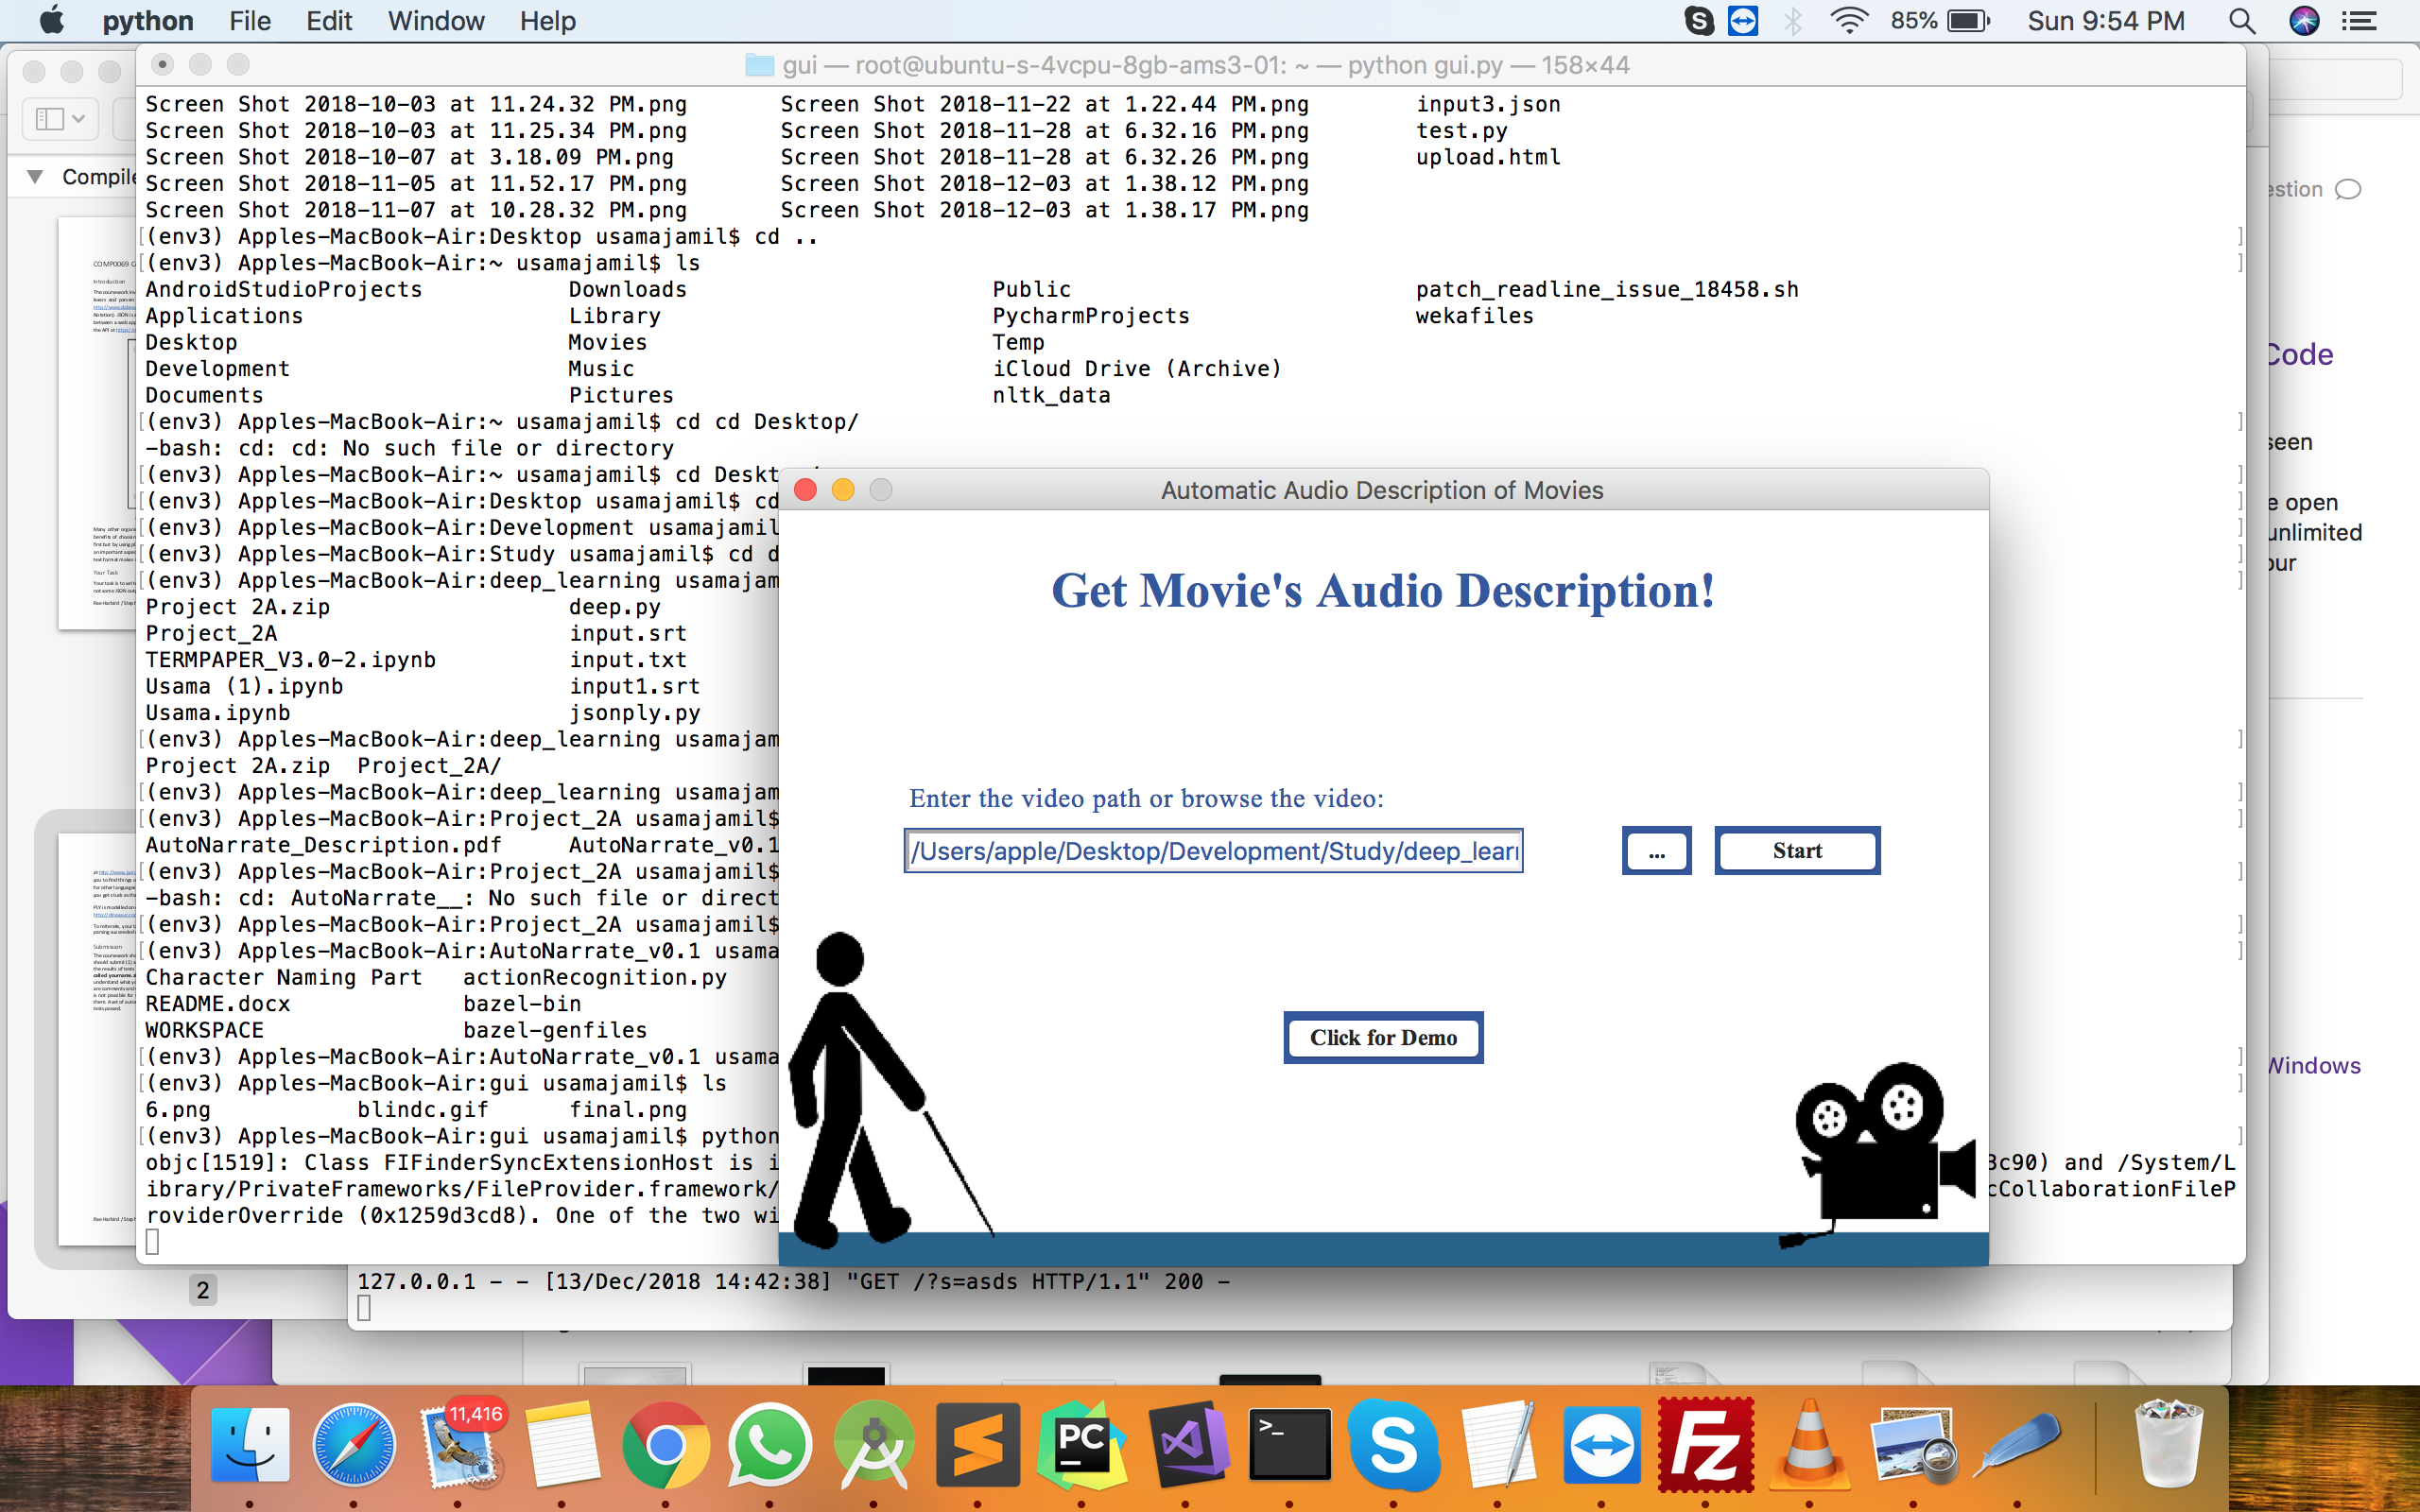 python File Edit Window Help 85% Sun 9:54 PM
gui — root@ubuntu-s-4vcpu-8gb-ams3-01: ~ — python gui.py — 158×44
Screen Shot 2018-10-03 at 11.24.32 PM.png Screen Shot 2018-11-22 at 1.22.44 PM.png input3.json
Screen Shot 2018-10-03 at 11.25.34 PM.png Screen Shot 2018-11-28 at 6.32.16 PM.png test.py
Screen Shot 2018-10-07 at 3.18.09 PM.png Screen Shot 2018-11-28 at 6.32.26 PM.png upload.html
Screen Shot 2018-11-05 at 11.52.17 PM.png Screen Shot 2018-12-03 at 1.38.12 PM.png
Screen Shot 2018-11-07 at 10.28.32 PM.png Screen Shot 2018-12-03 at 1.38.17 PM.png
(env3) Apples-MacBook-Air:Desktop usamajamil$ cd ..
(env3) Apples-MacBook-Air:~ usamajamil$ ls
AndroidStudioProjects Downloads Public patch_readline_issue_18458.sh
Applications Library PycharmProjects wekafiles
Desktop Movies Temp
Development Music iCloud Drive (Archive)
Documents Pictures nltk_data
(env3) Apples-MacBook-Air:~ usamajamil$ cd cd Desktop/
-bash: cd: cd: No such file or directory
(env3) Apples-MacBook-Air:~ usamajamil$ cd Deskt
(env3) Apples-MacBook-Air:Desktop usamajamil$ cd
(env3) Apples-MacBook-Air:Development usamajamil
(env3) Apples-MacBook-Air:Study usamajamil$ cd d
(env3) Apples-MacBook-Air:deep_learning usamajam
Project 2A.zip deep.py
Project_2A input.srt
TERMPAPER_V3.0-2.ipynb input.txt
Usama (1).ipynb input1.srt
Usama.ipynb jsonply.py
(env3) Apples-MacBook-Air:deep_learning usamajam
Project 2A.zip Project_2A/
(env3) Apples-MacBook-Air:deep_learning usamajam
(env3) Apples-MacBook-Air:Project_2A usamajamil$
AutoNarrate_Description.pdf AutoNarrate_v0.1
(env3) Apples-MacBook-Air:Project_2A usamajamil$
-bash: cd: AutoNarrate__: No such file or direct
(env3) Apples-MacBook-Air:Project_2A usamajamil$
(env3) Apples-MacBook-Air:AutoNarrate_v0.1 usama
Character Naming Part actionRecognition.py
README.docx bazel-bin
WORKSPACE bazel-genfiles
(env3) Apples-MacBook-Air:AutoNarrate_v0.1 usama
(env3) Apples-MacBook-Air:gui usamajamil$ ls
6.png blindc.gif final.png
(env3) Apples-MacBook-Air:gui usamajamil$ python
objc[1519]: Class FIFinderSyncExtensionHost is i 3c90) and /System/L
ibrary/PrivateFrameworks/FileProvider.framework/ cCollaborationFileP
roviderOverride (0x1259d3cd8). One of the two wi
127.0.0.1 - - [13/Dec/2018 14:42:38] "GET /?s=asds HTTP/1.1" 200 -
Automatic Audio Description of Movies
Get Movie's Audio Description!
Enter the video path or browse the video:
/Users/apple/Desktop/Development/Study/deep_lear
...
Start
Click for Demo
Compile
Introduction
Your Task
Submission
2
estion
Code
seen
e open
unlimited
our
Windows
11,416
PC
>_
S
Fz